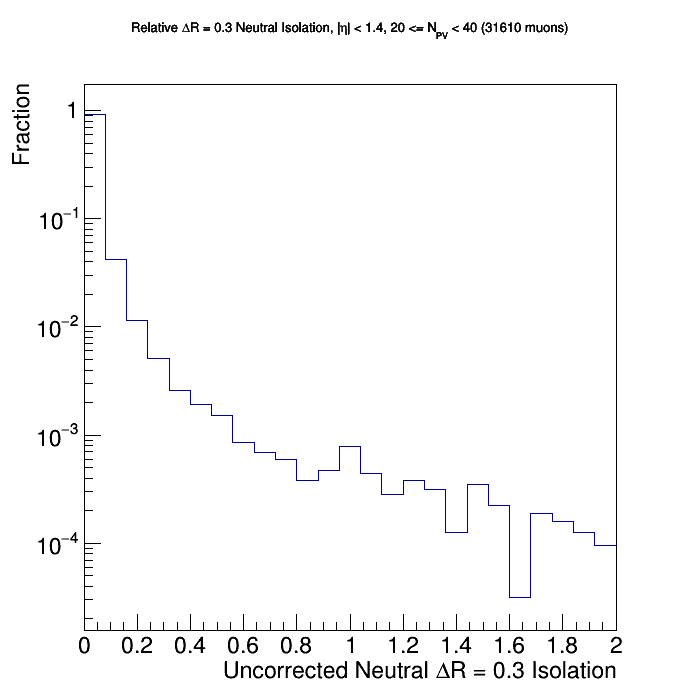 Relative ΔR = 0.3 Neutral Isolation, |η| < 1.4, 20 <= N_PV < 40 (31610 muons)
Fraction
1
10⁻¹
10⁻²
10⁻³
10⁻⁴
0 0.2 0.4 0.6 0.8 1 1.2 1.4 1.6 1.8 2
Uncorrected Neutral ΔR = 0.3 Isolation